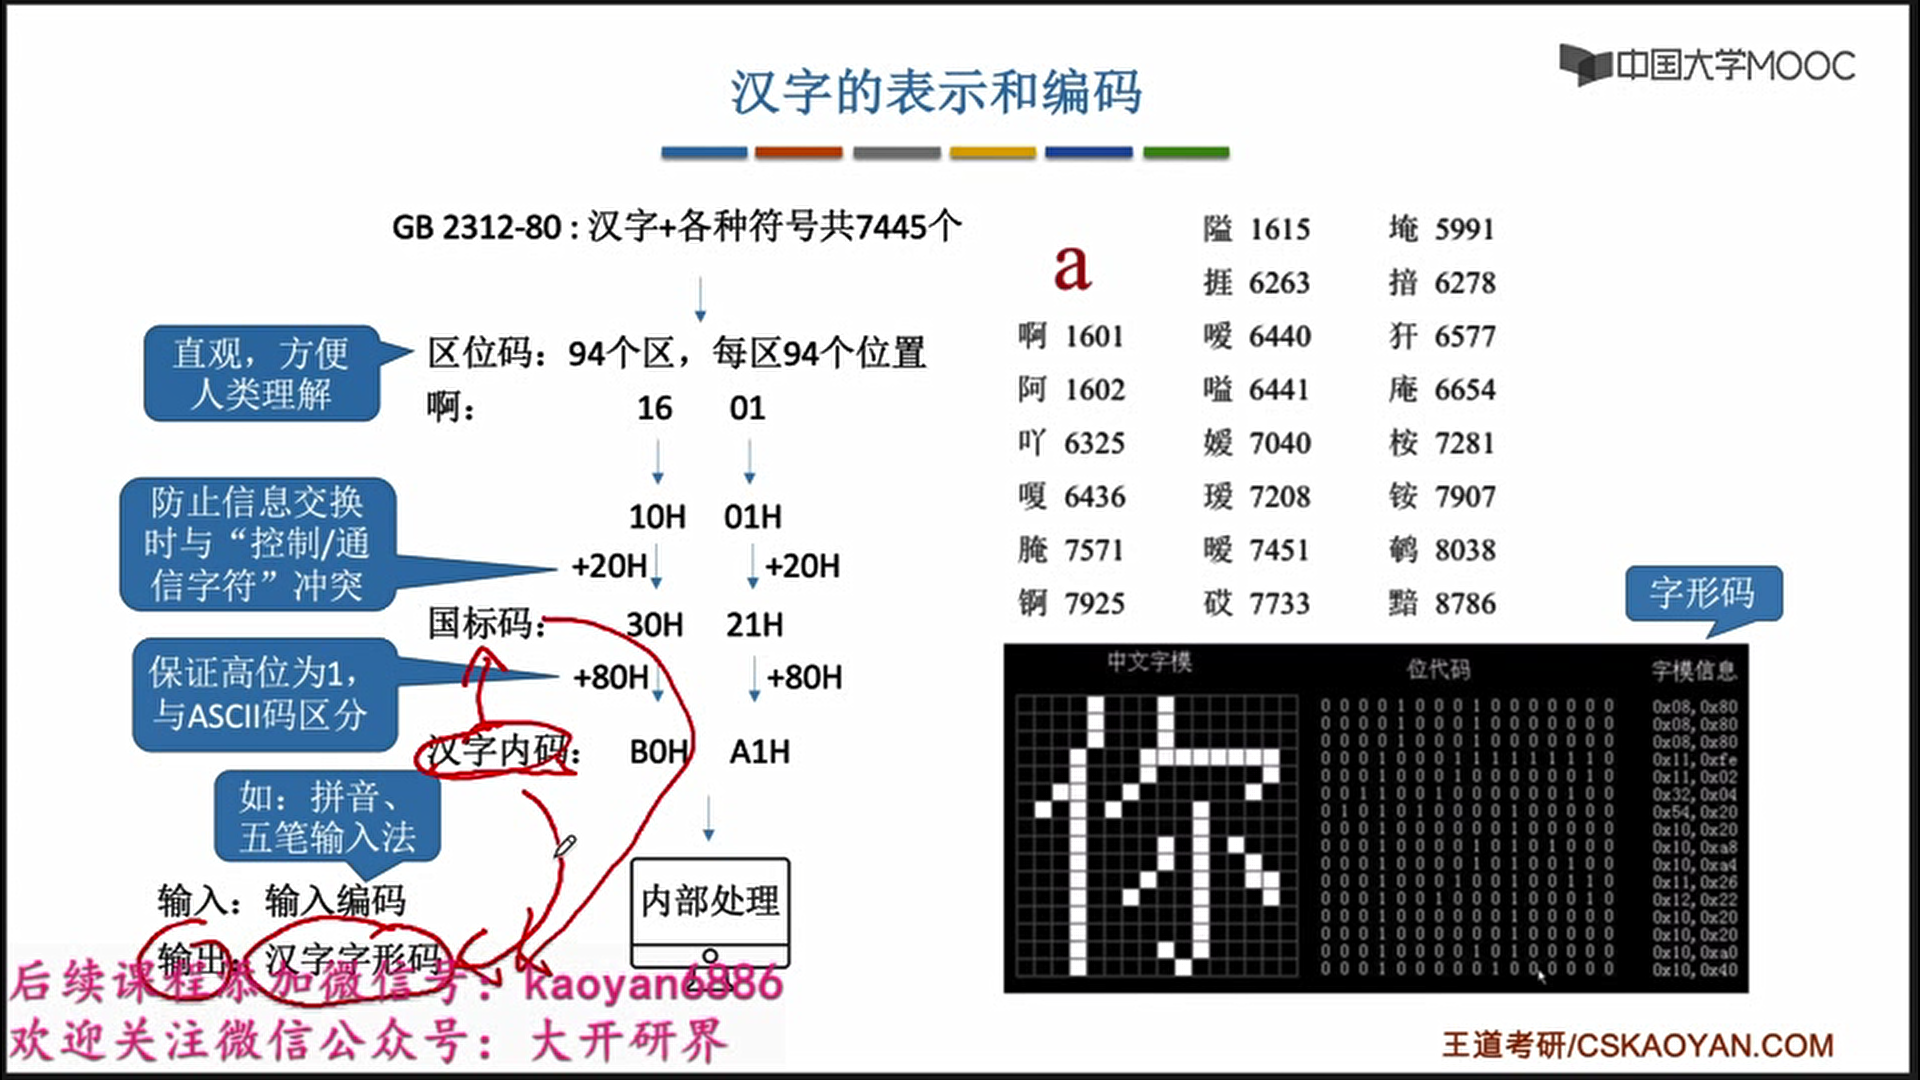 中国大学MOOC
汉字的表示和编码
GB 2312-80 : 汉字+各种符号共7445个
直观，方便
人类理解
区位码：94个区，每区94个位置
啊： 16 01
防止信息交换
时与“控制/通
信字符”冲突
10H 01H
+20H +20H
国标码： 30H 21H
保证高位为1，
与ASCII码区分
+80H +80H
汉字内码： B0H A1H
如：拼音、
五笔输入法
输入：输入编码
输出：汉字字形码
内部处理
a
啊 1601
阿 1602
吖 6325
嗄 6436
腌 7571
锕 7925
隘 1615
捱 6263
嗳 6440
嗌 6441
嫒 7040
瑷 7208
暧 7451
砹 7733
埯 5991
揞 6278
犴 6577
庵 6654
桉 7281
铵 7907
鹌 8038
黯 8786
字形码
中文字模 位代码 字模信息
0 0 0 0 1 0 0 0 1 0 0 0 0 0 0 0 0x08,0x80
0 0 0 0 1 0 0 0 1 0 0 0 0 0 0 0 0x08,0x80
0 0 0 0 1 0 0 0 1 0 0 0 0 0 0 0 0x08,0x80
0 0 0 1 0 0 0 1 1 1 1 1 1 1 1 0 0x11,0xfe
0 0 0 1 0 0 0 1 0 0 0 0 0 0 1 0 0x11,0x02
0 0 1 1 0 0 1 0 0 0 0 0 0 1 0 0 0x32,0x04
0 1 0 1 0 1 0 0 0 0 1 0 0 0 0 0 0x54,0x20
0 0 0 1 0 0 0 0 0 0 1 0 0 0 0 0 0x10,0x20
0 0 0 1 0 0 0 0 1 0 1 0 1 0 0 0 0x10,0xa8
0 0 0 1 0 0 0 0 1 0 1 0 0 1 0 0 0x10,0xa4
0 0 0 1 0 0 0 1 0 0 1 0 0 1 1 0 0x11,0x26
0 0 0 1 0 0 1 0 0 0 1 0 0 0 1 0 0x12,0x22
0 0 0 1 0 0 0 0 0 0 1 0 0 0 0 0 0x10,0x20
0 0 0 1 0 0 0 0 0 0 1 0 0 0 0 0 0x10,0x20
0 0 0 1 0 0 0 0 1 0 1 0 0 0 0 0 0x10,0xa0
0 0 0 1 0 0 0 0 0 1 0 0 0 0 0 0 0x10,0x40
后续课程添加微信号：kaoyan6886
欢迎关注微信公众号：大开研界
王道考研/CSKAOYAN.COM